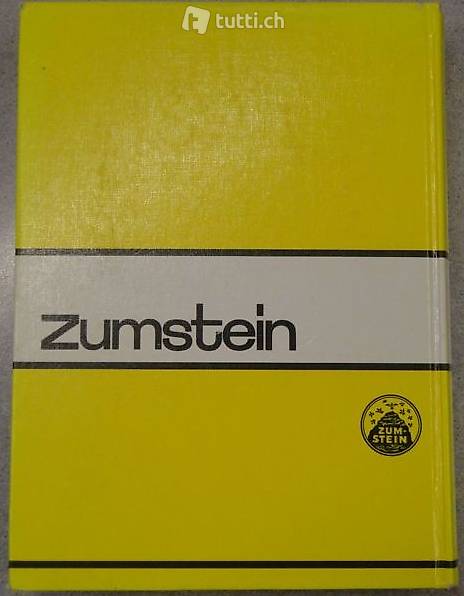 tutti.ch
zumstein
ZUM-
STEIN